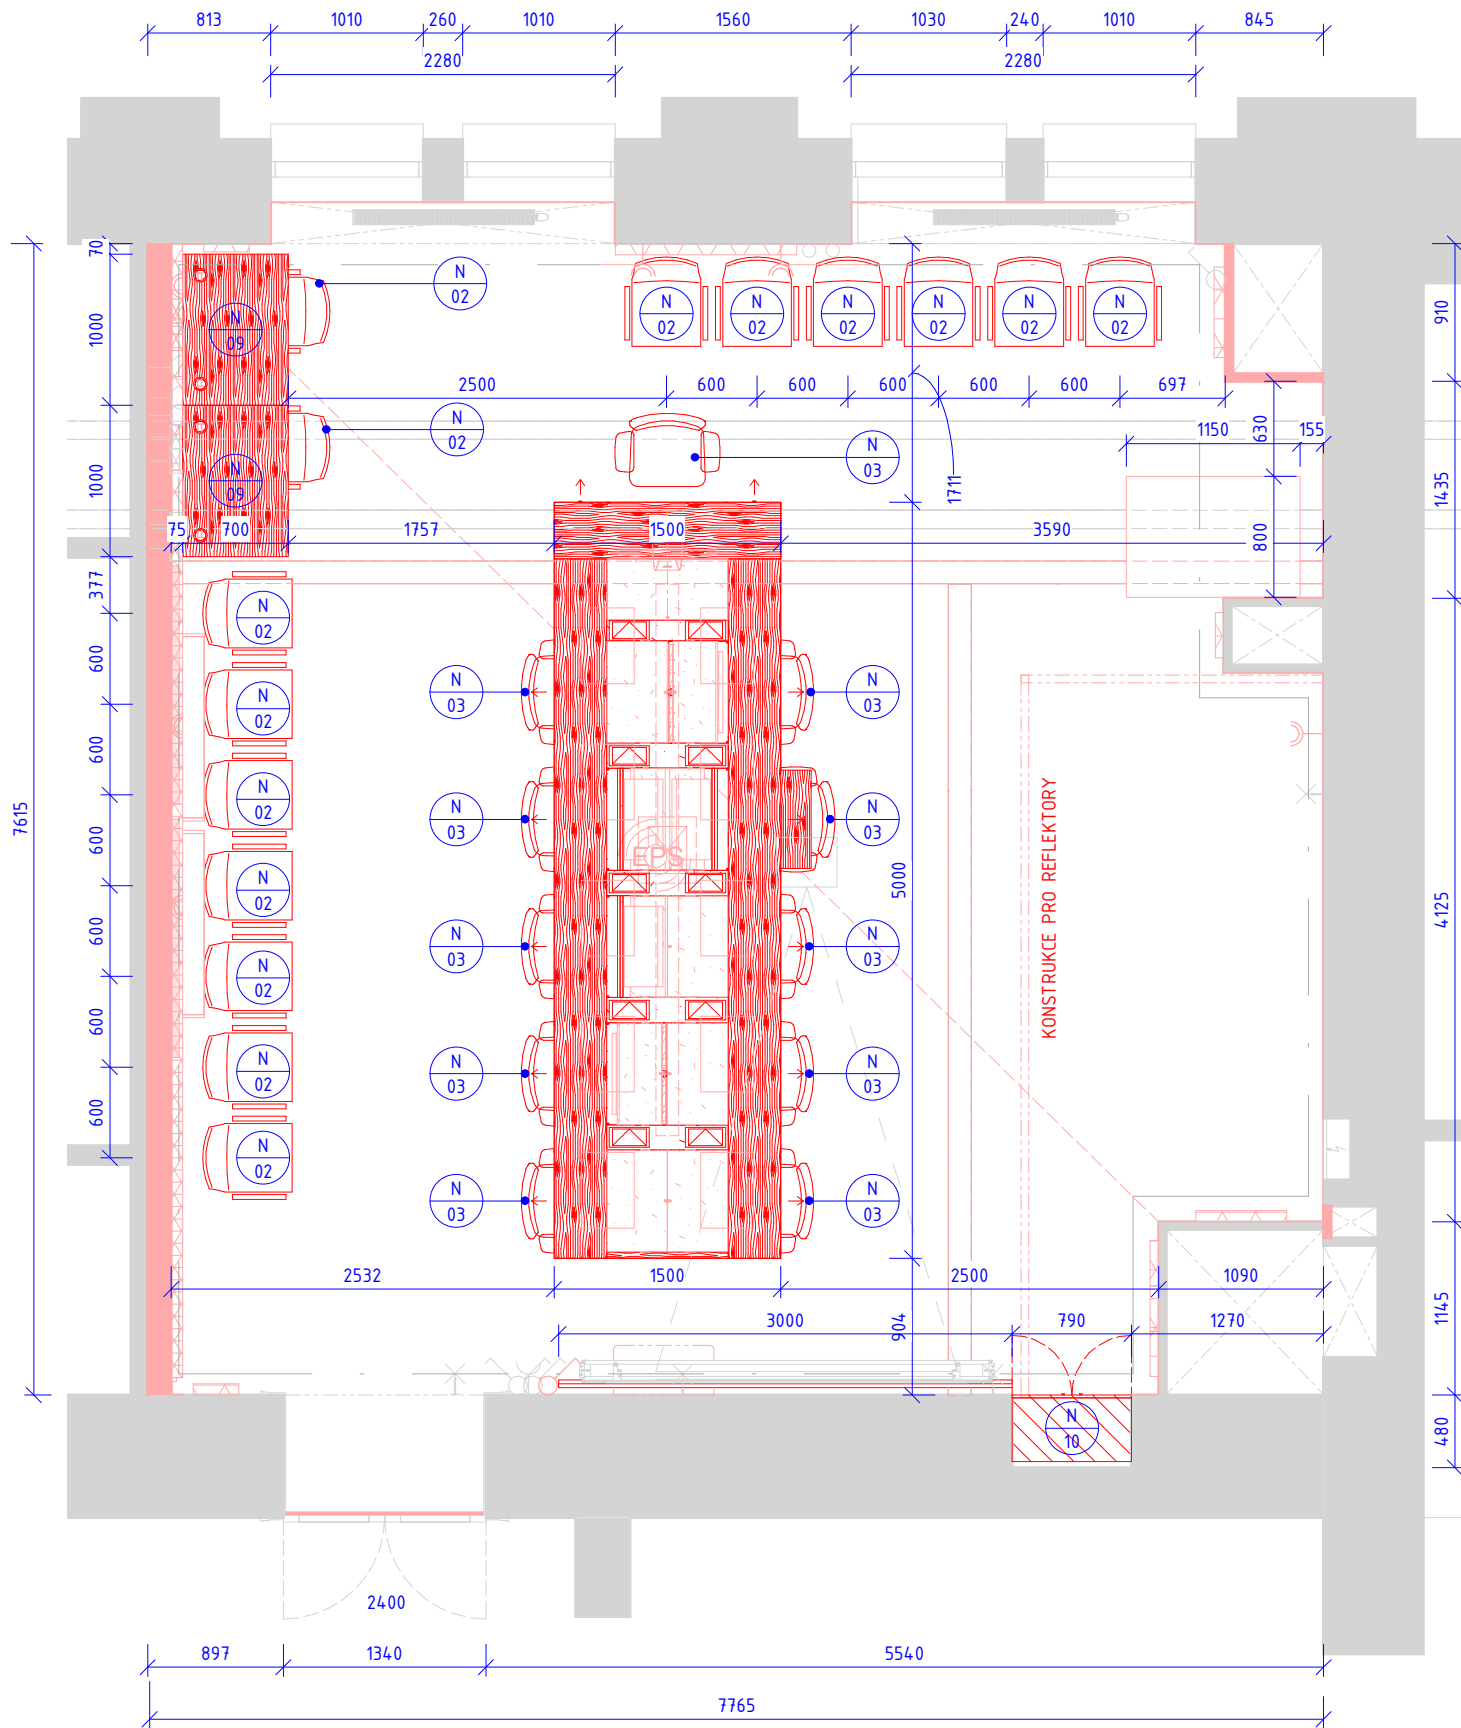 813 1010 260 1010 1560 1030 240 1010 845
2280 2280
70
N
02
N
02
N
02
N
02
N
02
N
02
N
02
1000
N
09
910
2500 600 600 600 600 600 697
N
02
N
03
1150 155
630
1000
N
09
1711
1435
75 700 1757 1500 3590
800
377
N
02
600
N
03
N
03
N
02
600
N
02
N
03
N
03
7615
EPS
KONSTRUKCE PRO REFLEKTORY
600
N
02
5000
4125
600
N
03
N
03
N
02
600
N
02
N
03
N
03
600
N
02
N
03
N
03
2532 1500 2500 1090
3000 790 1270
904
1145
N
10
480
2400
897 1340 5540
7765